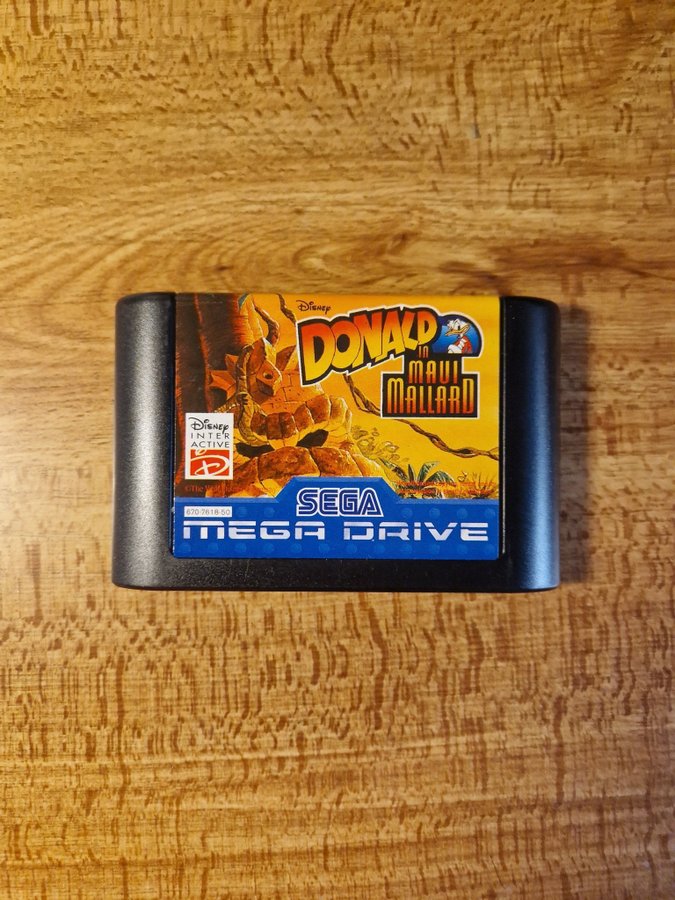 Disney
DONALD
in
MAUI
MALLARD
Disney
INTER
ACTIVE
D
SEGA
670-7618-50
MEGA DRIVE